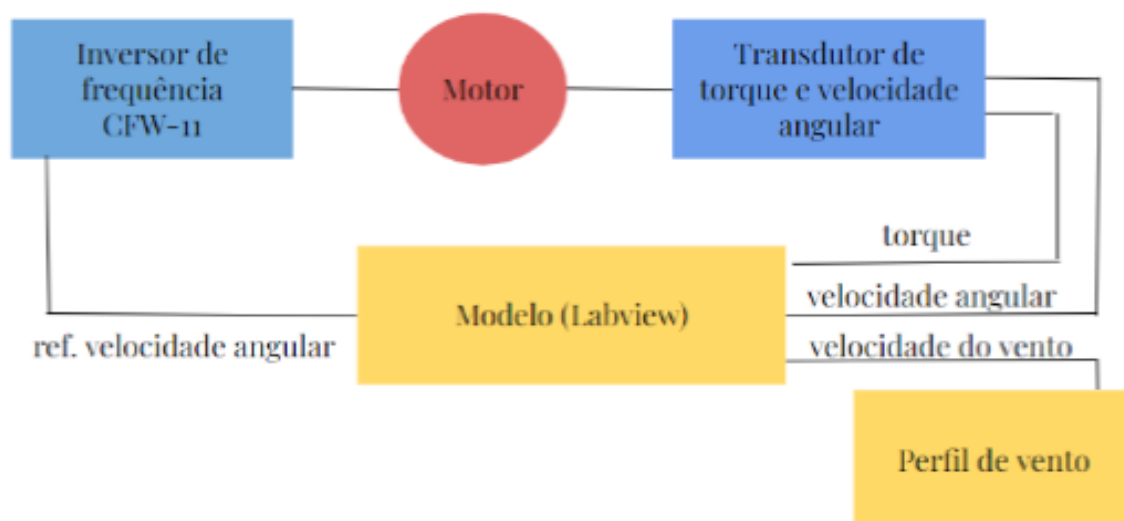 Inversor de
frequência
CFW-11
Motor
Transdutor de
torque e velocidade
angular
torque
velocidade angular
Modelo (Labview)
ref. velocidade angular
velocidade do vento
Perfil de vento